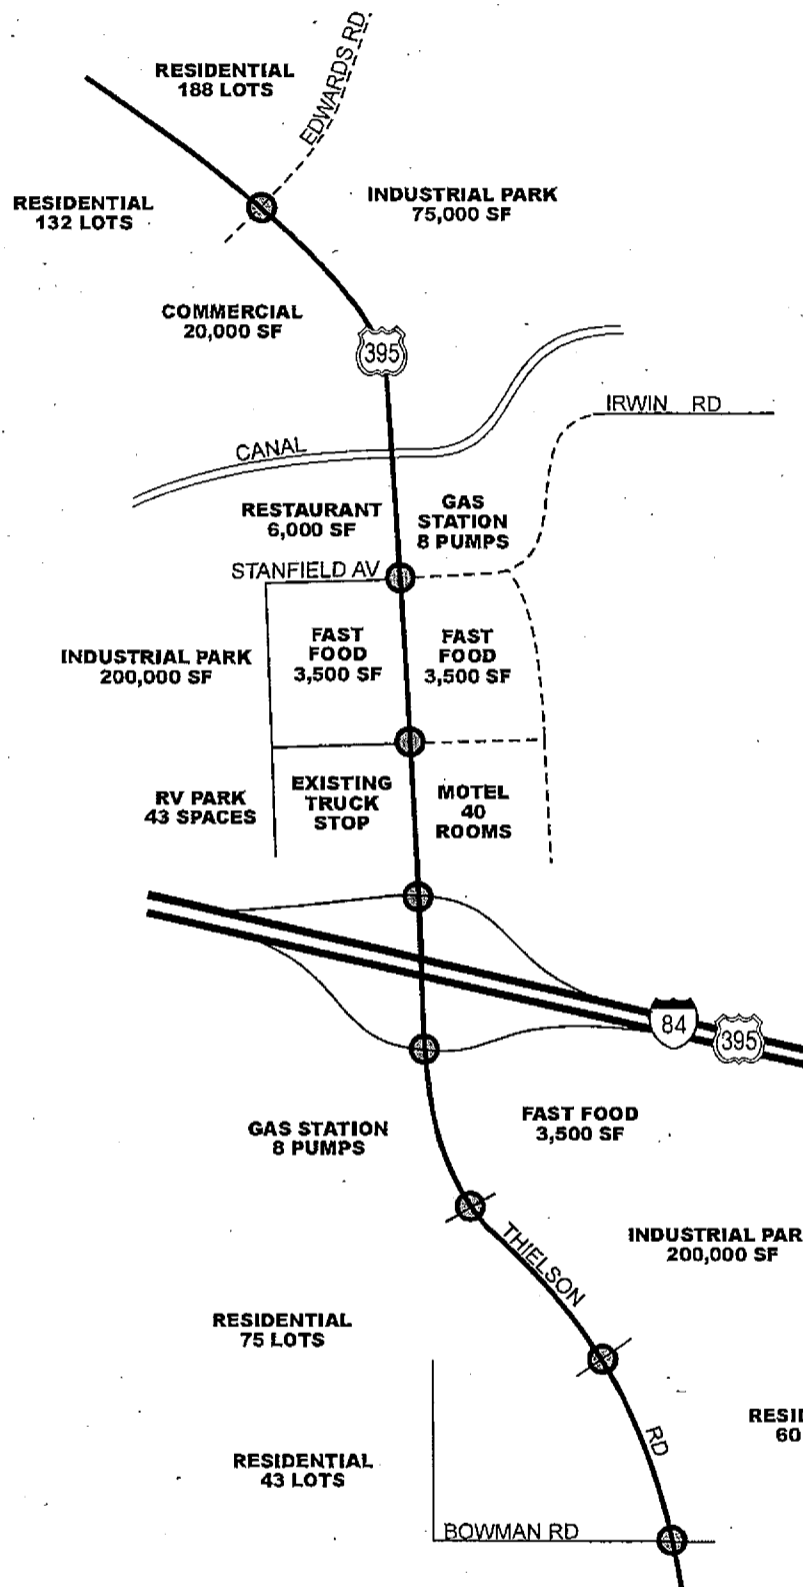 EDWARDS RD.
RESIDENTIAL
188 LOTS
RESIDENTIAL
132 LOTS
INDUSTRIAL PARK
75,000 SF
COMMERCIAL
20,000 SF
395
IRWIN RD
CANAL
RESTAURANT
6,000 SF
GAS
STATION
8 PUMPS
STANFIELD AV
INDUSTRIAL PARK
200,000 SF
FAST
FOOD
3,500 SF
FAST
FOOD
3,500 SF
RV PARK
43 SPACES
EXISTING
TRUCK
STOP
MOTEL
40
ROOMS
84
395
GAS STATION
8 PUMPS
FAST FOOD
3,500 SF
THIELSON RD
INDUSTRIAL PAR
200,000 SF
RESIDENTIAL
75 LOTS
RESID
60
RESIDENTIAL
43 LOTS
BOWMAN RD